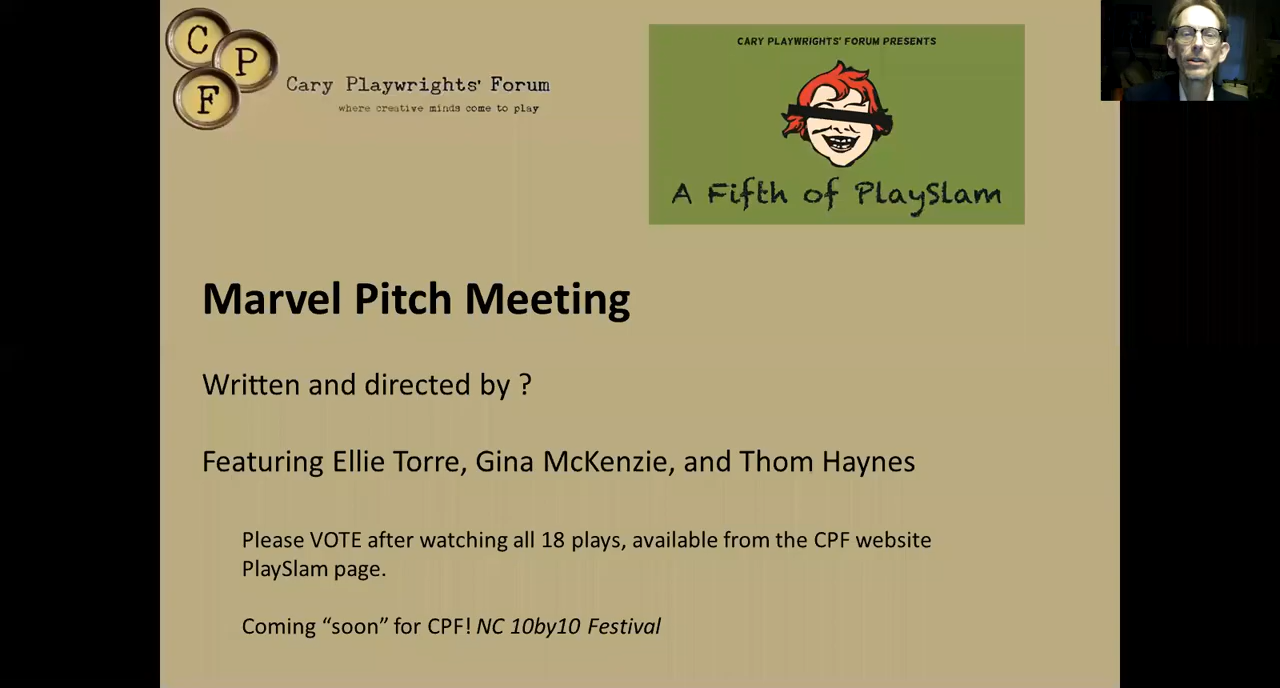 C
P
F
Cary Playwrights' Forum
where creative minds come to play
CARY PLAYWRIGHTS' FORUM PRESENTS
A Fifth of PlaySlam
Marvel Pitch Meeting
Written and directed by ?
Featuring Ellie Torre, Gina McKenzie, and Thom Haynes
Please VOTE after watching all 18 plays, available from the CPF website
PlaySlam page.
Coming “soon” for CPF! NC 10by10 Festival